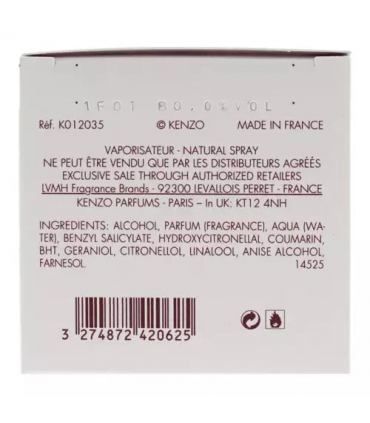 1F01 80.0%VOL
Réf. K012035 © KENZO MADE IN FRANCE
VAPORISATEUR - NATURAL SPRAY
NE PEUT ÊTRE VENDU QUE PAR LES DISTRIBUTEURS AGRÉÉS
EXCLUSIVE SALE THROUGH AUTHORIZED RETAILERS
LVMH Fragrance Brands - 92300 LEVALLOIS PERRET - FRANCE
KENZO PARFUMS - PARIS – In UK: KT12 4NH
INGREDIENTS: ALCOHOL, PARFUM (FRAGRANCE), AQUA (WA-
TER), BENZYL SALICYLATE, HYDROXYCITRONELLAL, COUMARIN,
BHT, GERANIOL, CITRONELLOL, LINALOOL, ANISE ALCOHOL,
FARNESOL.
14525
3 274872 420625